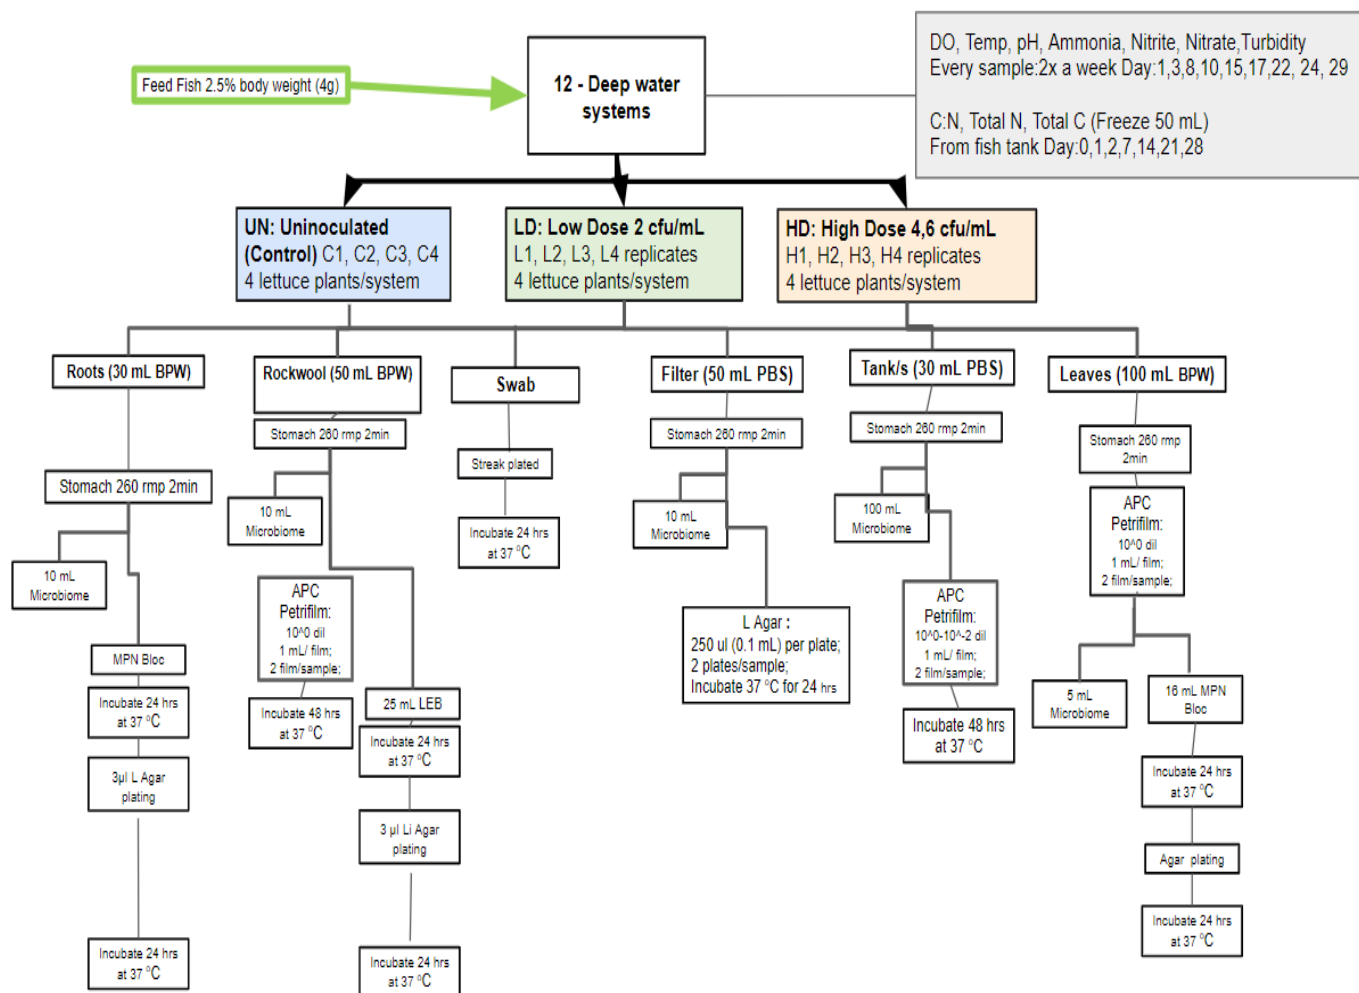 DO, Temp, pH, Ammonia, Nitrite, Nitrate,Turbidity
Every sample:2x a week Day:1,3,8,10,15,17,22, 24, 29
C:N, Total N, Total C (Freeze 50 mL)
From fish tank Day:0,1,2,7,14,21,28
Feed Fish 2.5% body weight (4g)
12 - Deep water
systems
UN: Uninoculated
(Control) C1, C2, C3, C4
4 lettuce plants/system
LD: Low Dose 2 cfu/mL
L1, L2, L3, L4 replicates
4 lettuce plants/system
HD: High Dose 4,6 cfu/mL
H1, H2, H3, H4 replicates
4 lettuce plants/system
Roots (30 mL BPW)
Stomach 260 rmp 2min
10 mL
Microbiome
MPN Bloc
Incubate 24 hrs
at 37 °C
3µl L Agar
plating
Incubate 24 hrs
at 37 °C
Rockwool (50 mL BPW)
Stomach 260 rmp 2min
10 mL
Microbiome
APC
Petrifilm:
10^0 dil
1 mL/ film;
2 film/sample;
Incubate 48 hrs
at 37 °C
25 mL LEB
Incubate 24 hrs
at 37 °C
3 µl Li Agar
plating
Incubate 24 hrs
at 37 °C
Swab
Streak plated
Incubate 24 hrs
at 37 °C
Filter (50 mL PBS)
Stomach 260 rmp 2min
10 mL
Microbiome
L Agar :
250 ul (0.1 mL) per plate;
2 plates/sample;
Incubate 37 °C for 24 hrs
Tank/s (30 mL PBS)
Stomach 260 rmp 2min
100 mL
Microbiome
APC
Petrifilm:
10^0-10^-2 dil
1 mL/ film;
2 film/sample;
Incubate 48 hrs
at 37 °C
Leaves (100 mL BPW)
Stomach 260 rmp
2min
APC
Petrifilm:
10^0 dil
1 mL/ film;
2 film/sample;
5 mL
Microbiome
16 mL MPN
Bloc
Incubate 24 hrs
at 37 °C
Agar plating
Incubate 24 hrs
at 37 °C